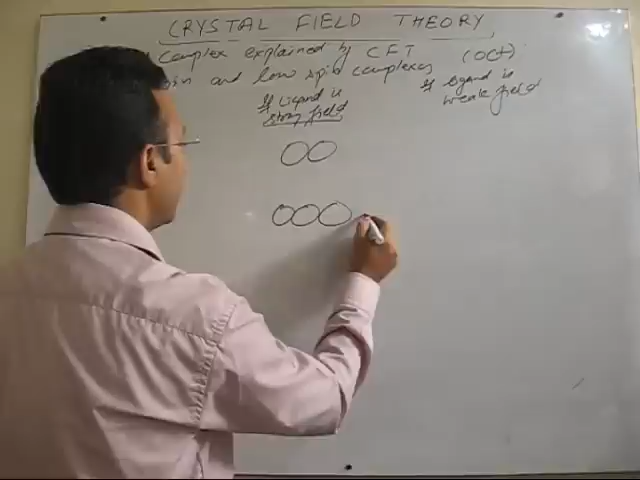 CRYSTAL FIELD THEORY
Complex explained by CFT (oct)
and low spin complexes
If Ligand is
strong field
If ligand is
weak field